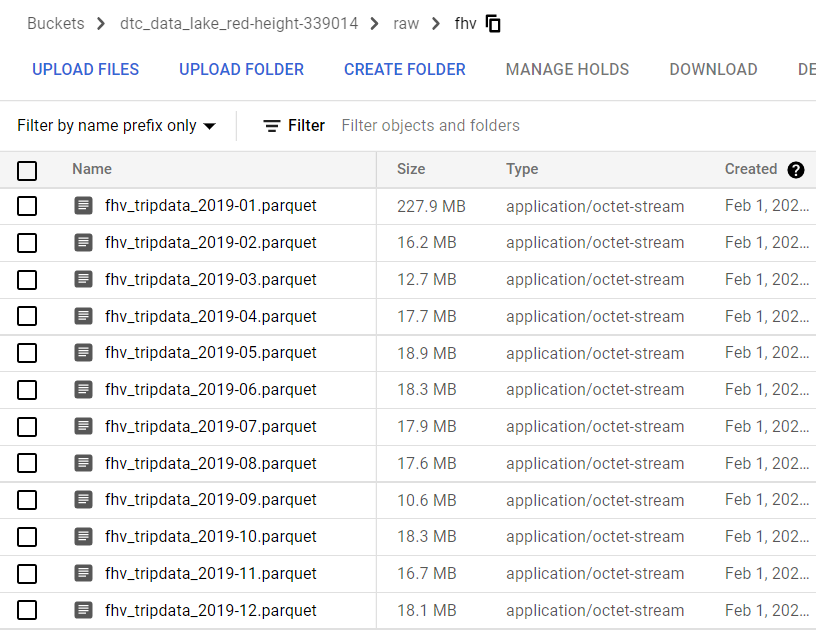 Buckets > dtc_data_lake_red-height-339014 > raw > fhv
UPLOAD FILES UPLOAD FOLDER CREATE FOLDER MANAGE HOLDS DOWNLOAD DE
Filter by name prefix only Filter Filter objects and folders
Name Size Type Created ?
fhv_tripdata_2019-01.parquet 227.9 MB application/octet-stream Feb 1, 202...
fhv_tripdata_2019-02.parquet 16.2 MB application/octet-stream Feb 1, 202...
fhv_tripdata_2019-03.parquet 12.7 MB application/octet-stream Feb 1, 202...
fhv_tripdata_2019-04.parquet 17.7 MB application/octet-stream Feb 1, 202...
fhv_tripdata_2019-05.parquet 18.9 MB application/octet-stream Feb 1, 202...
fhv_tripdata_2019-06.parquet 18.3 MB application/octet-stream Feb 1, 202...
fhv_tripdata_2019-07.parquet 17.9 MB application/octet-stream Feb 1, 202...
fhv_tripdata_2019-08.parquet 17.6 MB application/octet-stream Feb 1, 202...
fhv_tripdata_2019-09.parquet 10.6 MB application/octet-stream Feb 1, 202...
fhv_tripdata_2019-10.parquet 18.3 MB application/octet-stream Feb 1, 202...
fhv_tripdata_2019-11.parquet 16.7 MB application/octet-stream Feb 1, 202...
fhv_tripdata_2019-12.parquet 18.1 MB application/octet-stream Feb 1, 202...